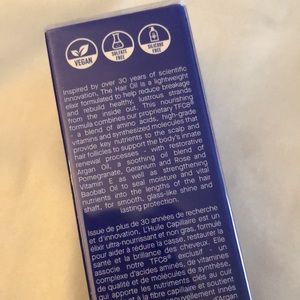 VEGAN
SULFATE
FREE
SILICONE
FREE
Inspired by over 30 years of scientific
innovation, The Hair Oil is a lightweight
elixir formulated to help reduce breakage
and rebuild healthy, lustrous strands
from the inside out. This nourishing
formula combines our proprietary TFC8®
- a blend of amino acids, high-grade
vitamins and synthesized molecules that
provide key nutrients to the scalp and
hair follicles to support the body's innate
renewal processes - with restorative
Argan Oil, a soothing oil blend of
Petitgrain, Geranium and Rose and
Vitamin E as well as strengthening
Baobab Oil to seal moisture and vital
nutrients into the lengths of the hair
shaft, for smooth, glass-like shine and
lasting protection.
Issue de plus de 30 années de recherche
et d'innovation, L'Huile Capillaire est un
élixir ultra-nourrissant et non gras, formulé
pour aider à réduire la casse, restaurer la
santé et la brillance des cheveux. Elle
associe notre TFC8®
complexe d'acides aminés, de vitamines
de qualité et de molécules de synthèse,
qui apporte les nutriments